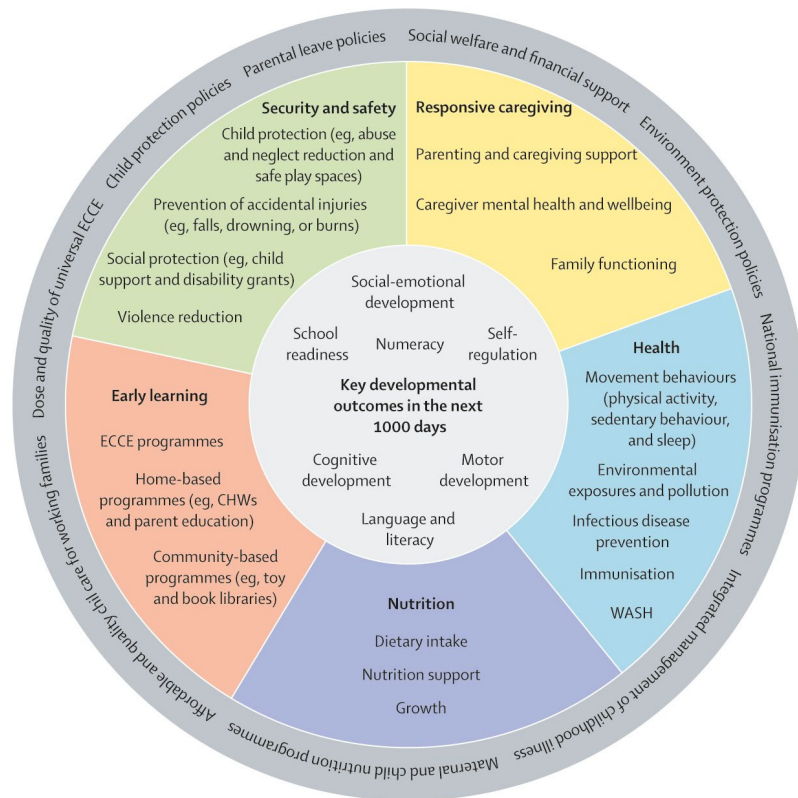 Social welfare and financial support
Environment protection policies
National immunisation programmes
Integrated management of childhood illness
Maternal and child nutrition programmes
Affordable and quality chil care for working families
Dose and quality of universal ECCE
Child protection policies
Parental leave policies
Security and safety
Child protection (eg, abuse
and neglect reduction and
safe play spaces)
Prevention of accidental injuries
(eg, falls, drowning, or burns)
Social protection (eg, child
support and disability grants)
Violence reduction
Responsive caregiving
Parenting and caregiving support
Caregiver mental health and wellbeing
Family functioning
Health
Movement behaviours
(physical activity,
sedentary behaviour,
and sleep)
Environmental
exposures and pollution
Infectious disease
prevention
Immunisation
WASH
Nutrition
Dietary intake
Nutrition support
Growth
Early learning
ECCE programmes
Home-based
programmes (eg, CHWs
and parent education)
Community-based
programmes (eg, toy
and book libraries)
Social-emotional
development
School
readiness
Numeracy
Self-
regulation
Key developmental
outcomes in the next
1000 days
Cognitive
development
Motor
development
Language and
literacy